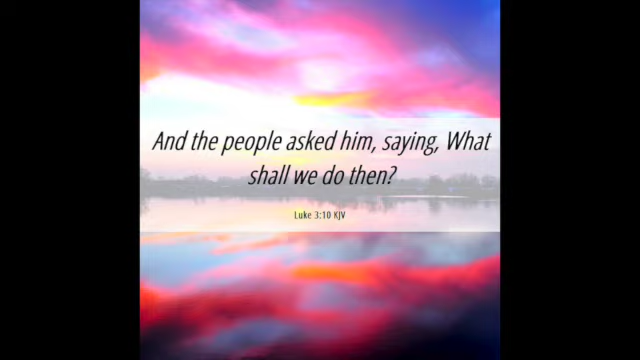 And the people asked him, saying, What
shall we do then?
Luke 3:10 KJV